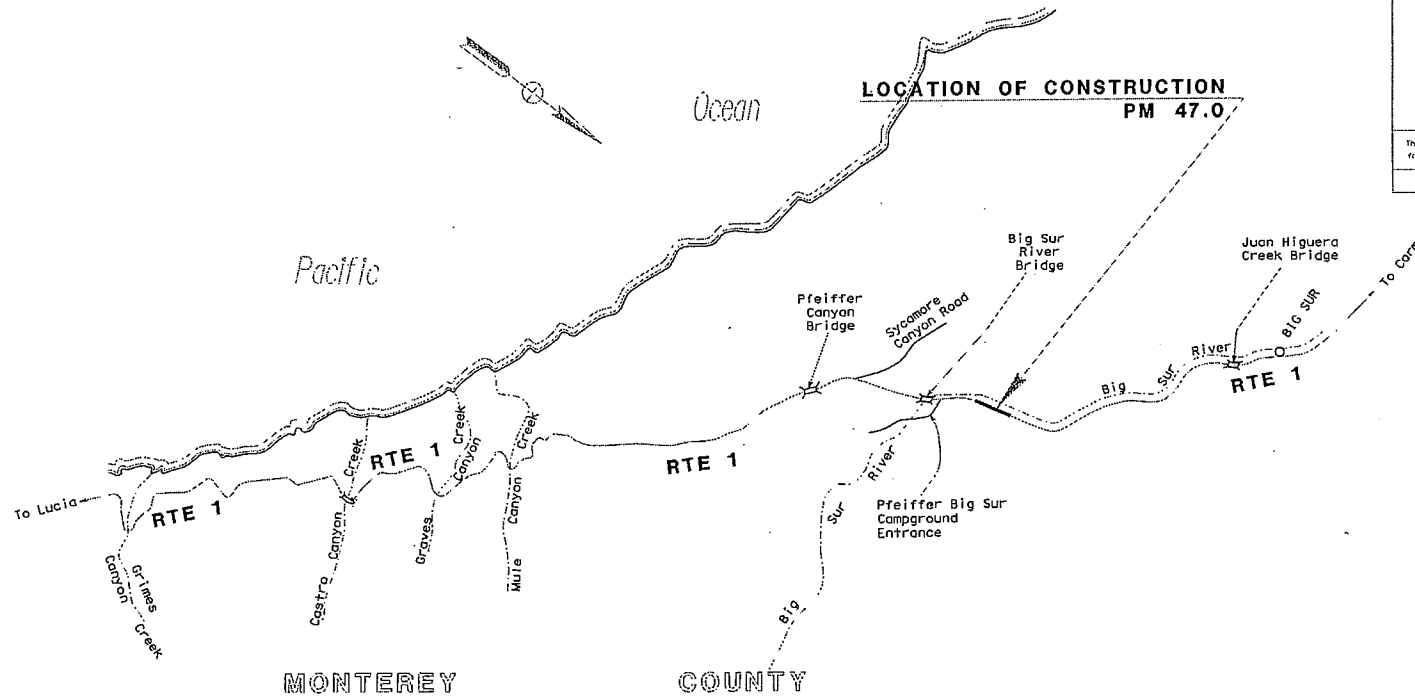 Ocean
LOCATION OF CONSTRUCTION
PM 47.0
Pacific
Big Sur
River
Bridge
Juan Higuera
Creek Bridge
Pfeiffer
Canyon
Bridge
Sycamore
Canyon Road
To Carm
BIG SUR
River
Sur
Big
RTE 1
RTE 1
RTE 1
RTE 1
To Lucia
Creek
Canyon
Castro
Creek
Canyon
Graves
Creek
Canyon
Mule
River
Sur
Big
Pfeiffer Big Sur
Campground
Entrance
Grimes
Canyon
Creek
MONTEREY COUNTY